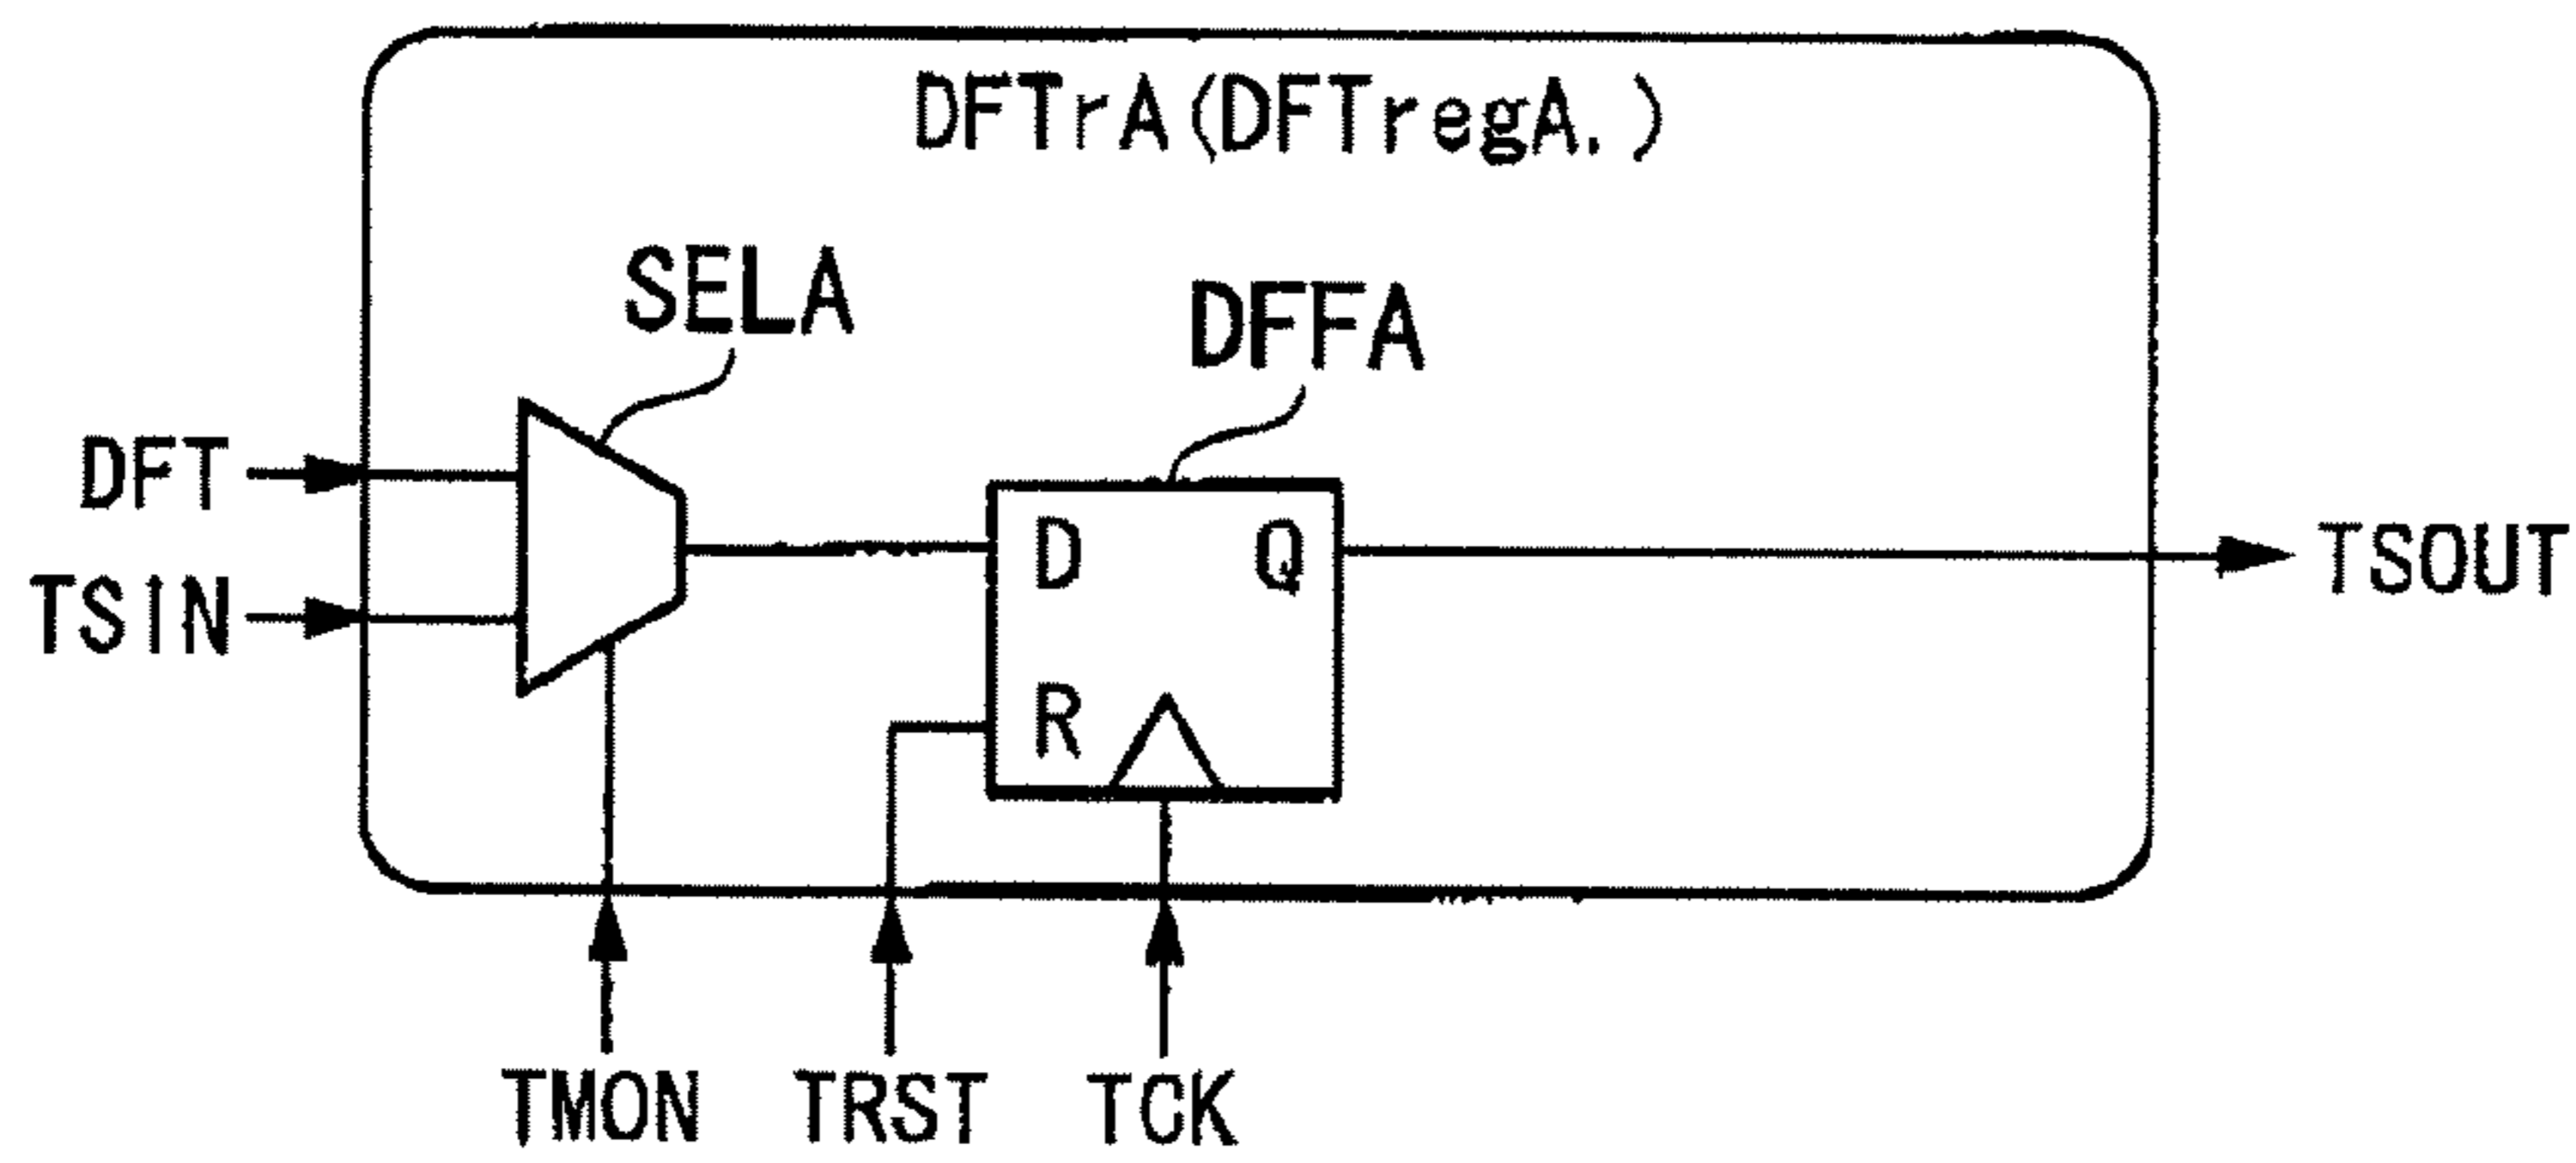 DFTrA(DFTregA.)
SELA
DFFA
DFT
D Q
TSOUT
TSIN
R
TMON TRST TCK